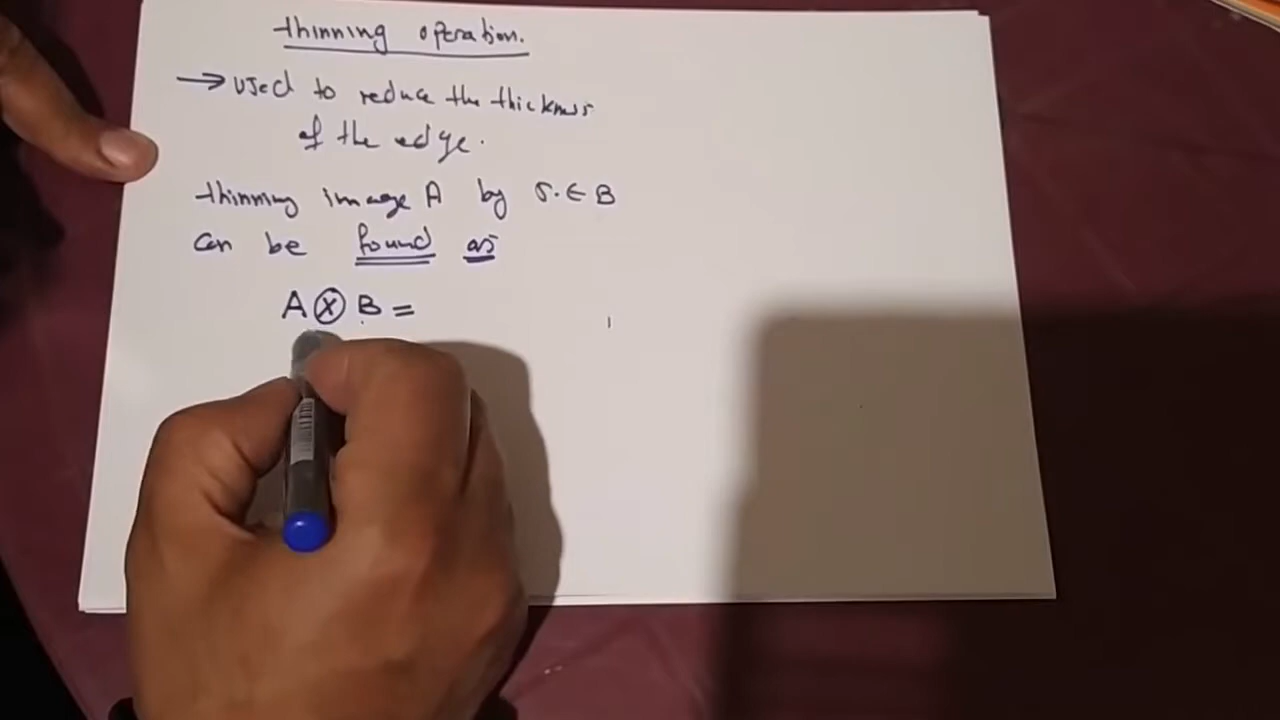 thinning operation.
→ used to reduce the thickness
of the edge.
thinning image A by S.E B
can be found as
A ⊗ B =